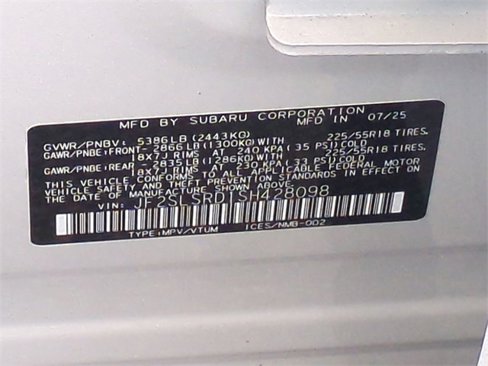 MFD BY SUBARU CORPORATION
MFD IN 07/25
GVWR/PNBV: 5386LB (2443KG)
GAWR/PNBE:FRONT- 2866LB (1300KG)WITH 225/55R18 TIRES.
18X7J RIMS AT 240 KPA( 35 PSI)COLD
GAWR/PNBE:REAR - 2835LB (1286KG)WITH 225/55R18 TIRES.
18X7J RIMS AT 230 KPA( 33 PSI)COLD
THIS VEHICLE CONFORMS TO ALL APPLICABLE FEDERAL MOTOR
VEHICLE SAFETY AND THEFT PREVENTION STANDARDS IN EFFECT ON
THE DATE OF MANUFACTURE SHOWN ABOVE.
VIN: JF2SLSRD1SH428098
TYPE:MPV/VTUM ICES/NMB-002